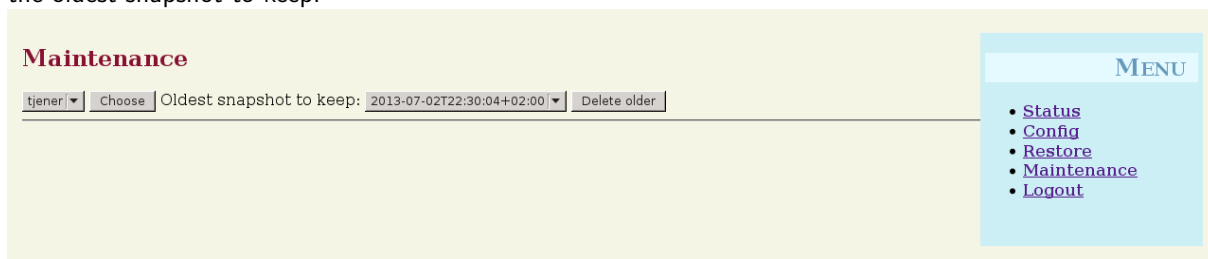 the oldest snapshot to keep.
Maintenance
tjener Choose Oldest snapshot to keep: 2013-07-02T22:30:04+02:00 Delete older
MENU
Status
Config
Restore
Maintenance
Logout